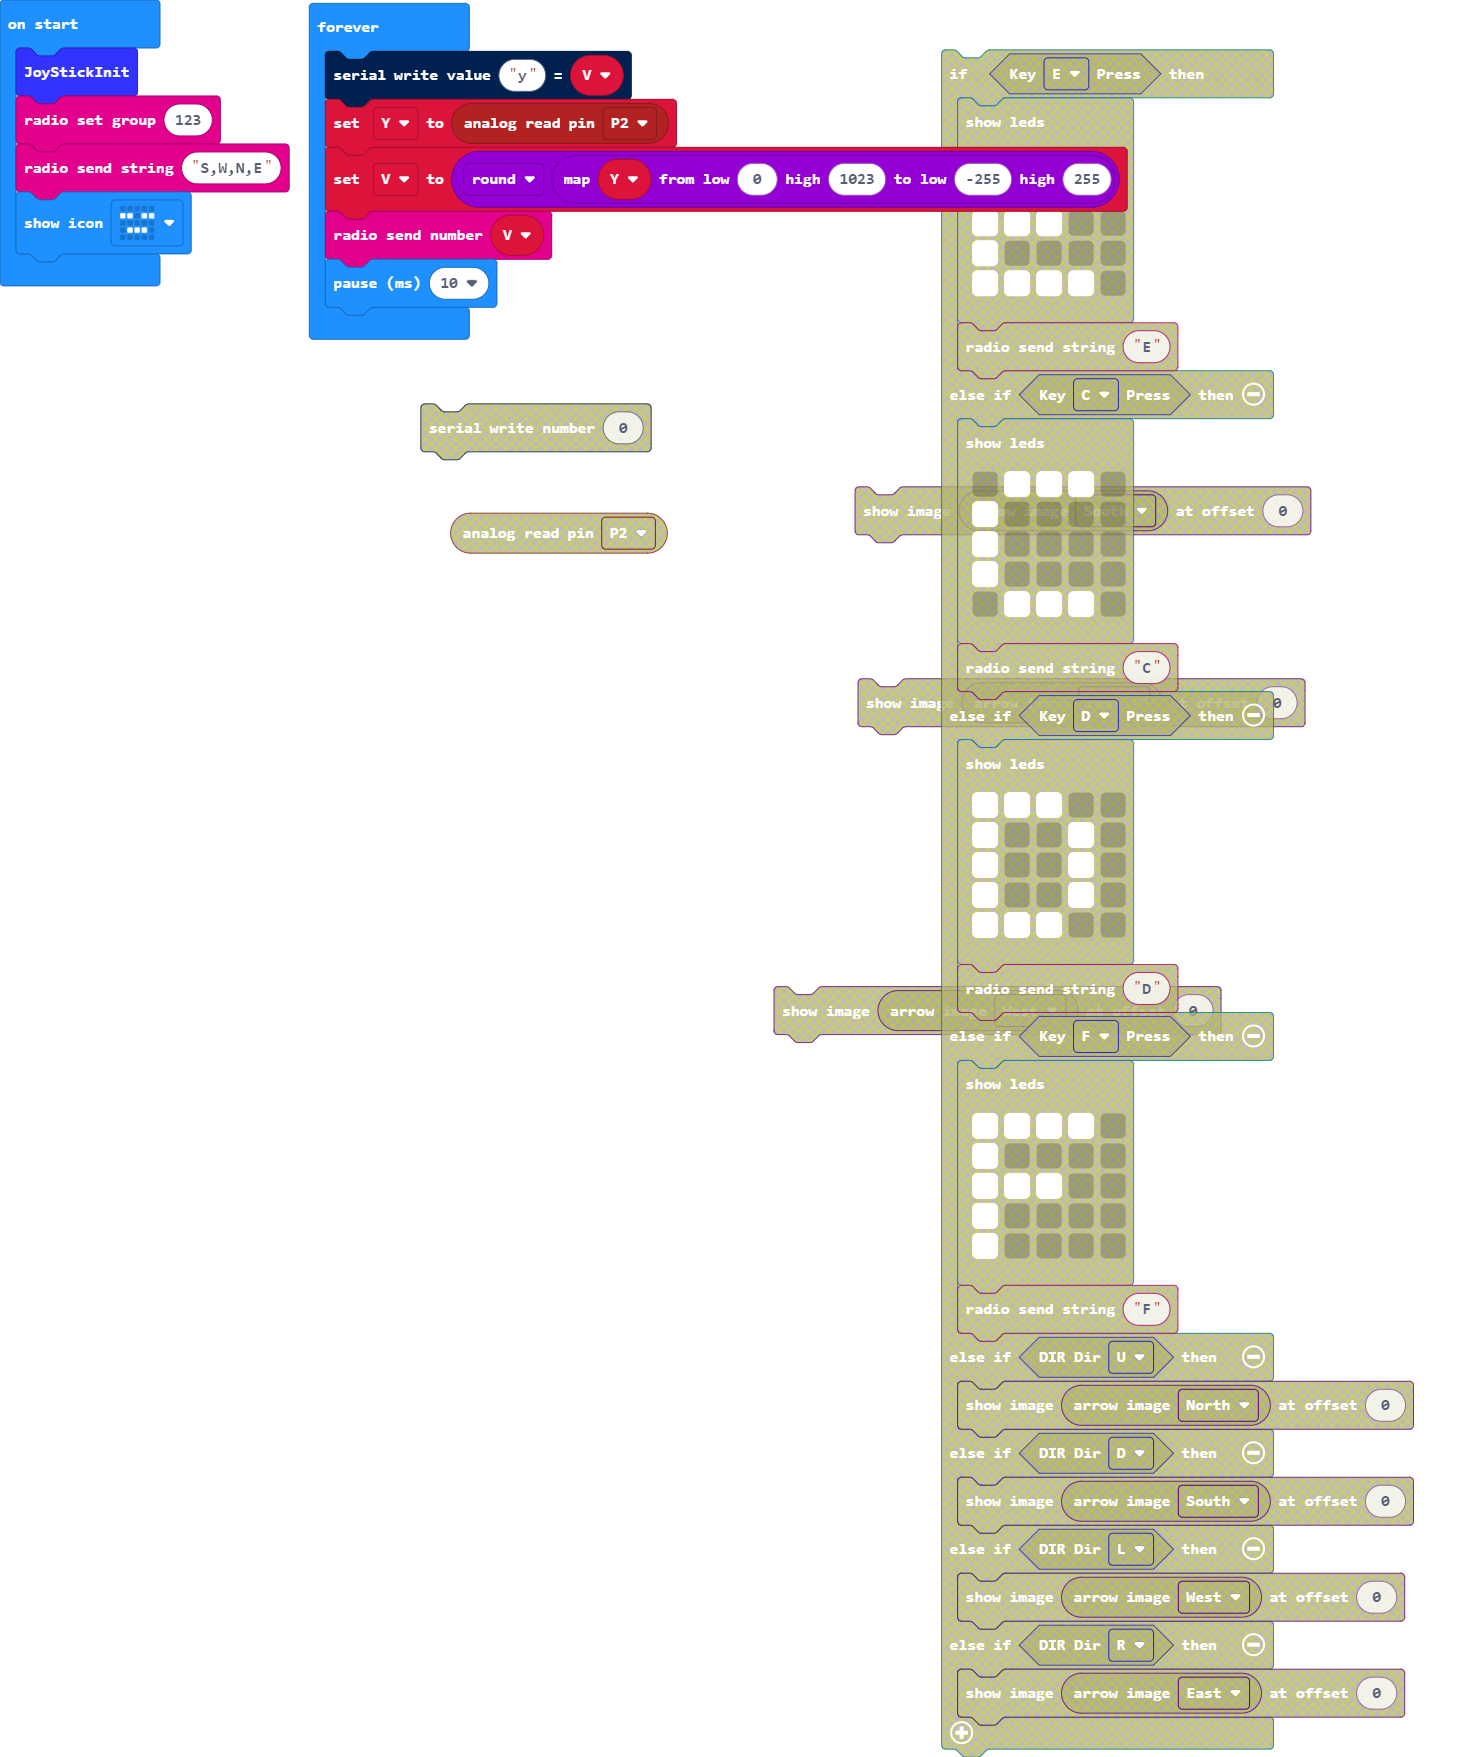 on start
JoyStickInit
radio set group 123
radio send string "S,W,N,E"
show icon
forever
serial write value "y" = V
set Y to analog read pin P2
set V to round map Y from low 0 high 1023 to low -255 high 255
radio send number V
pause (ms) 10
serial write number 0
analog read pin P2
if Key E Press then
show leds
radio send string "E"
else if Key C Press then
show leds
show image South at offset 0
radio send string "C"
show imag arrow offset 0
else if Key D Press then
show leds
radio send string "D"
show image arrow image West at offset 0
else if Key F Press then
show leds
radio send string "F"
else if DIR Dir U then
show image arrow image North at offset 0
else if DIR Dir D then
show image arrow image South at offset 0
else if DIR Dir L then
show image arrow image West at offset 0
else if DIR Dir R then
show image arrow image East at offset 0